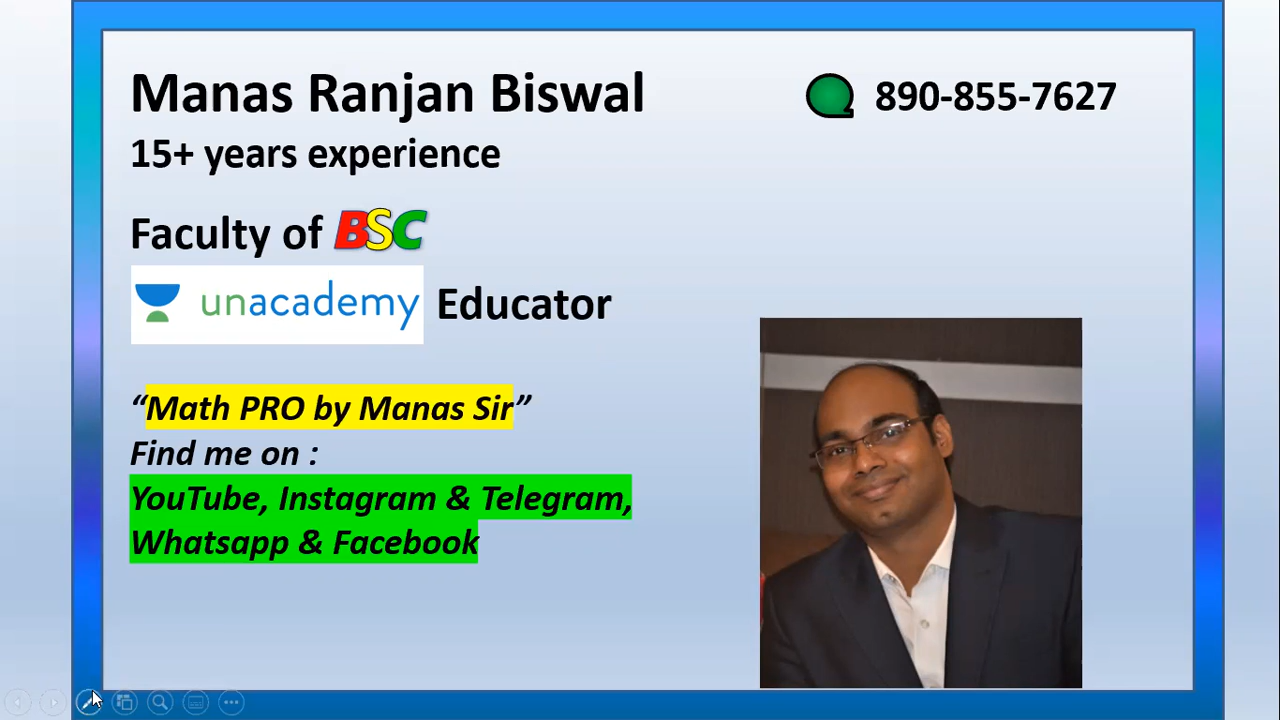 Manas Ranjan Biswal
890-855-7627
15+ years experience
Faculty of BSC
unacademy Educator
“Math PRO by Manas Sir”
Find me on :
YouTube, Instagram & Telegram,
Whatsapp & Facebook